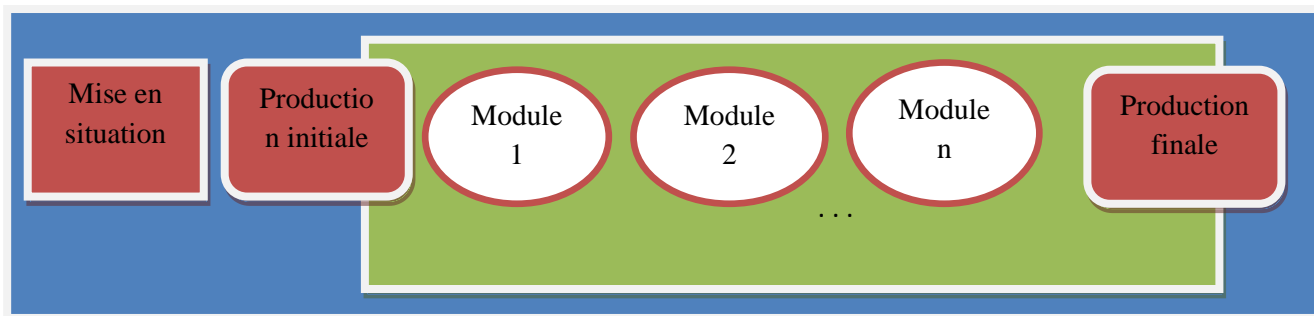 Mise en
situation
Productio
n initiale
Module
1
Module
2
. . .
Module
n
Production
finale